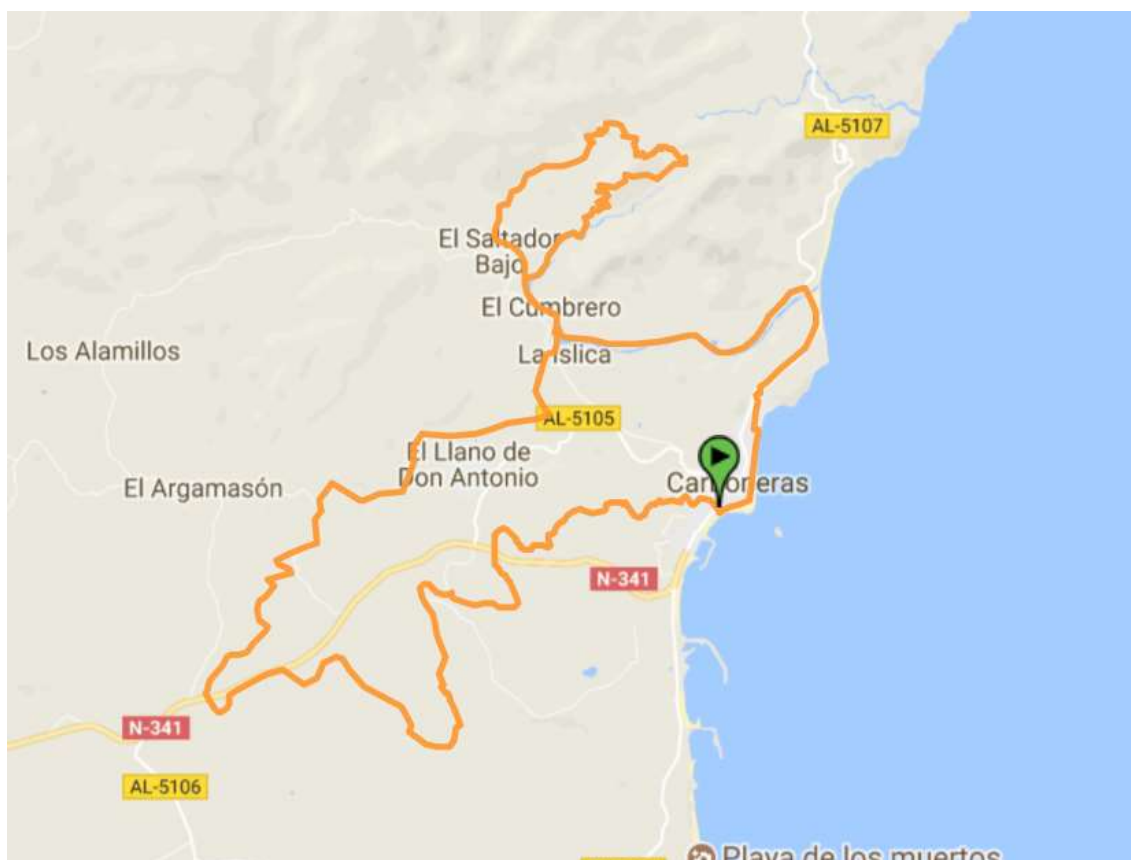 AL-5107
El Saltador
Bajo
El Cumbrero
La Islica
Los Alamillos
AL-5105
El Llano de
Don Antonio
El Argamasón
Carboneras
N-341
N-341
AL-5106
Playa de los muertos